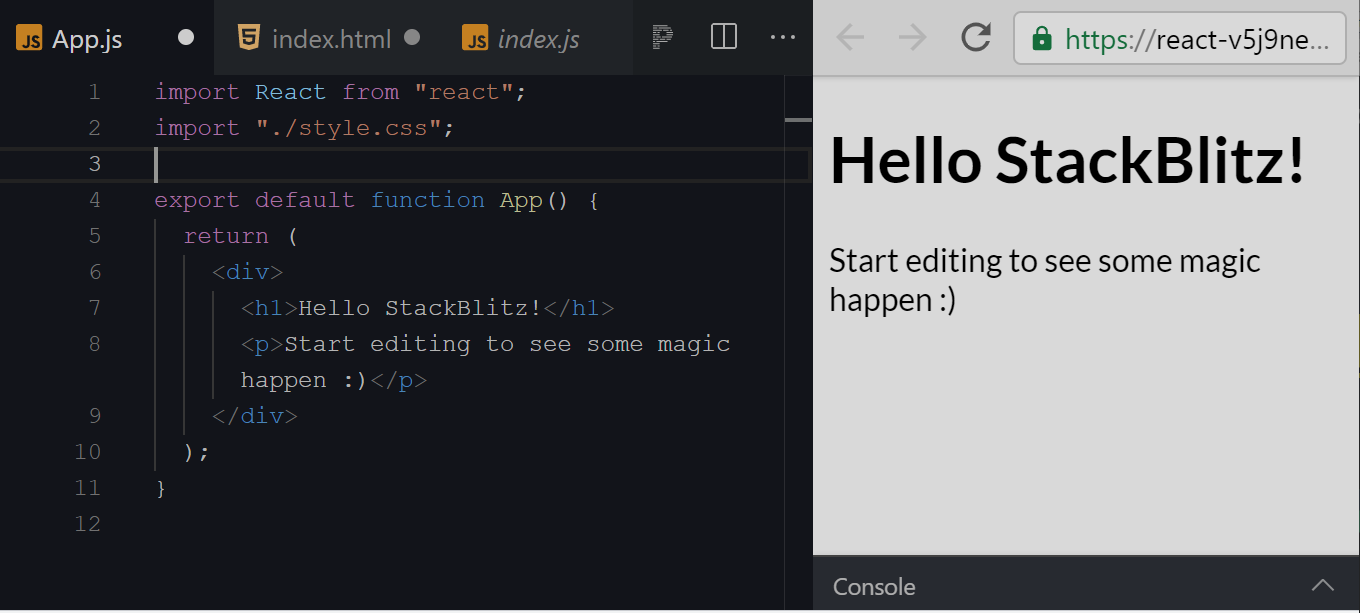 JS App.js index.html JS index.js
https://react-v5j9ne...
1 import React from "react";
2 import "./style.css";
3
4 export default function App() {
5 return (
6 <div>
7 <h1>Hello StackBlitz!</h1>
8 <p>Start editing to see some magic
happen :)</p>
9 </div>
10 );
11 }
12
Hello StackBlitz!
Start editing to see some magic
happen :)
Console